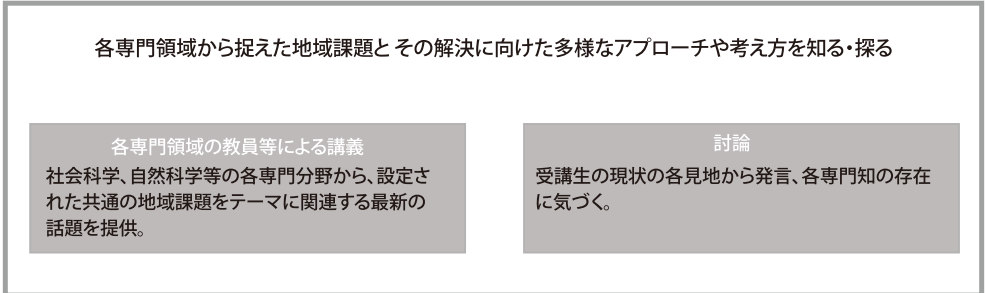 各専門領域から捉えた地域課題と その解決に向けた多様なアプローチや考え方を知る・探る
各専門領域の教員等による講義
社会科学、自然科学等の各専門分野から、設定さ
れた共通の地域課題をテーマに関連する最新の
話題を提供。
討論
受講生の現状の各見地から発言、各専門知の存在
に気づく。